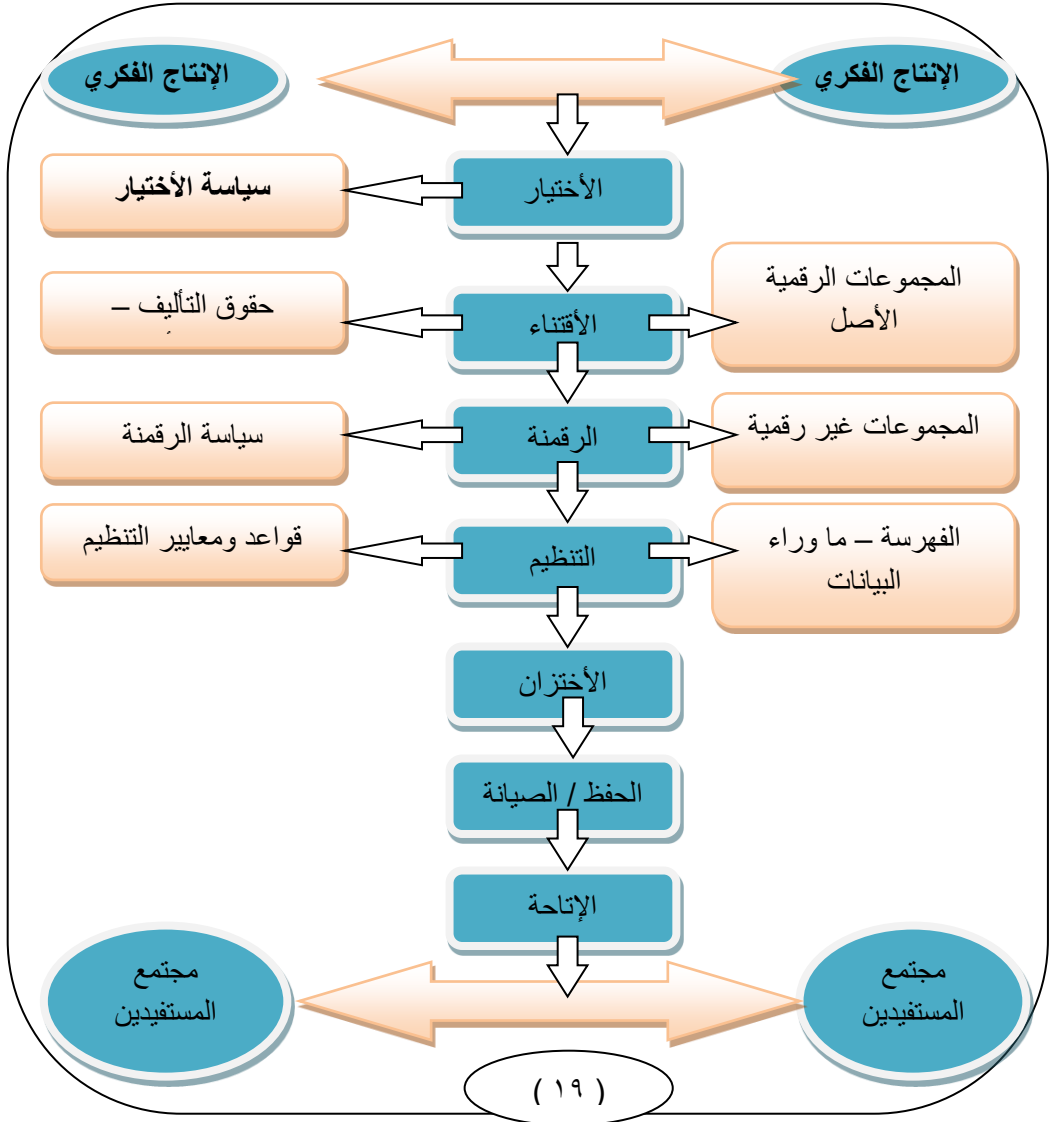 الإنتاج الفكري
الإنتاج الفكري
الأختيار
سياسة الأختيار
المجموعات الرقمية
الأصل
الأقتناء
حقوق التأليف –
المجموعات غير رقمية
الرقمنة
سياسة الرقمنة
الفهرسة – ما وراء
البيانات
التنظيم
قواعد ومعايير التنظيم
الأختزان
الحفظ / الصيانة
الإتاحة
مجتمع
المستفيدين
مجتمع
المستفيدين
( ١٩ )